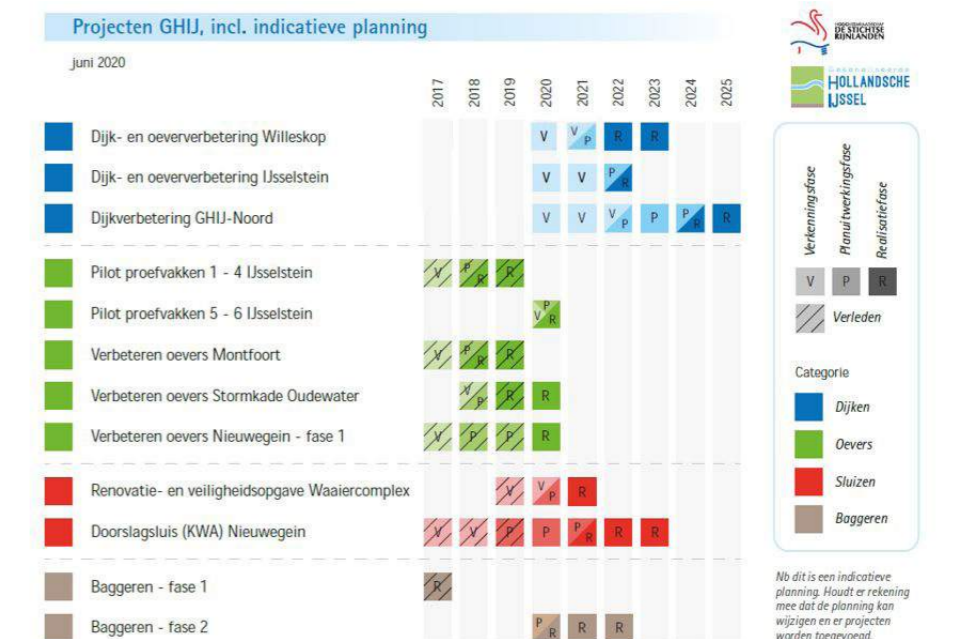 Projecten GHIJ, incl. indicatieve planning
juni 2020
HOOGHEEMRAADSCHAP
DE STICHTSE
RIJNLANDEN
HOLLANDSCHE
IJSSEL
2017 2018 2019 2020 2021 2022 2023 2024 2025
Dijk- en oeververbetering Willeskop V V P R R
Dijk- en oeververbetering IJsselstein V V P R
Dijkverbetering GHIJ-Noord V V V P P P R R
Pilot proefvakken 1 - 4 IJsselstein V P R R
Pilot proefvakken 5 - 6 IJsselstein V P R
Verbeteren oevers Montfoort V P R R
Verbeteren oevers Stormkade Oudewater V P R R
Verbeteren oevers Nieuwegein - fase 1 V P P R
Renovatie- en veiligheidsopgave Waaiercomplex V V P R
Doorslagsluis (KWA) Nieuwegein V V P P P R R R
Baggeren - fase 1 R
Baggeren - fase 2 P R R R
Verkenningsfase
Planuitwerkingsfase
Realisatiefase
V P R
Verleden
Categorie
Dijken
Oevers
Sluizen
Baggeren
Nb dit is een indicatieve
planning. Houdt er rekening
mee dat de planning kan
wijzigen en er projecten
worden toegevoegd.